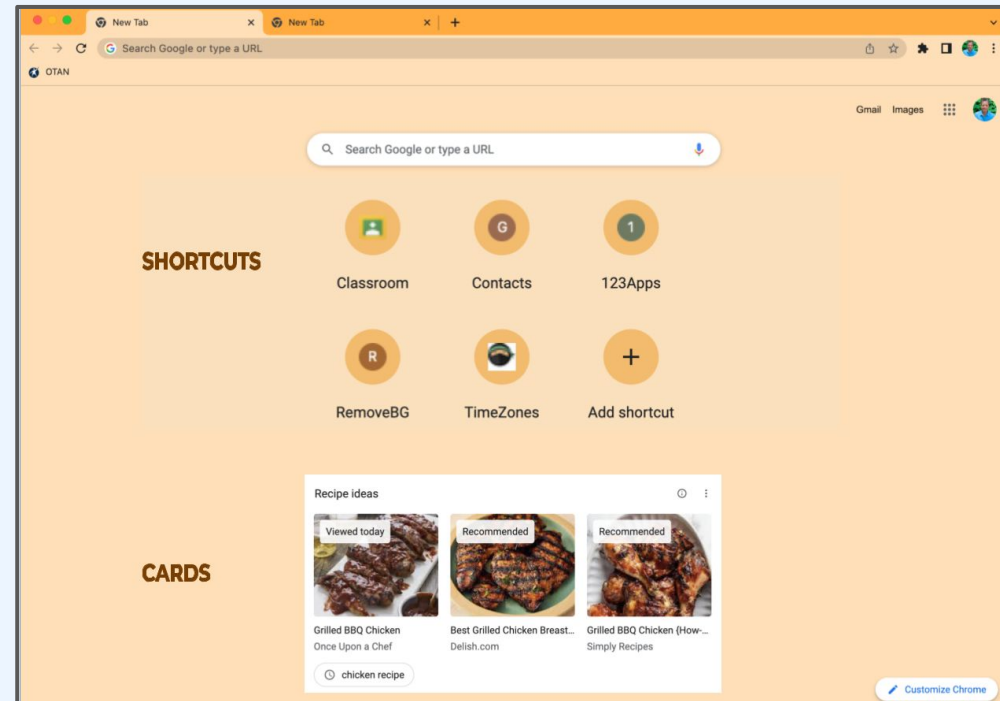 New Tab
New Tab
Search Google or type a URL
OTAN
Gmail Images
Search Google or type a URL
SHORTCUTS
G
1
Classroom Contacts 123Apps
R
RemoveBG TimeZones Add shortcut
Recipe ideas
Viewed today Recommended Recommended
CARDS
Grilled BBQ Chicken Best Grilled Chicken Breast... Grilled BBQ Chicken {How-...
Once Upon a Chef Delish.com Simply Recipes
chicken recipe
Customize Chrome